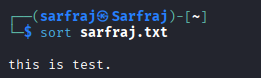 ┌──(sarfraj㉿Sarfraj)-[~]
└─$ sort sarfraj.txt
this is test.